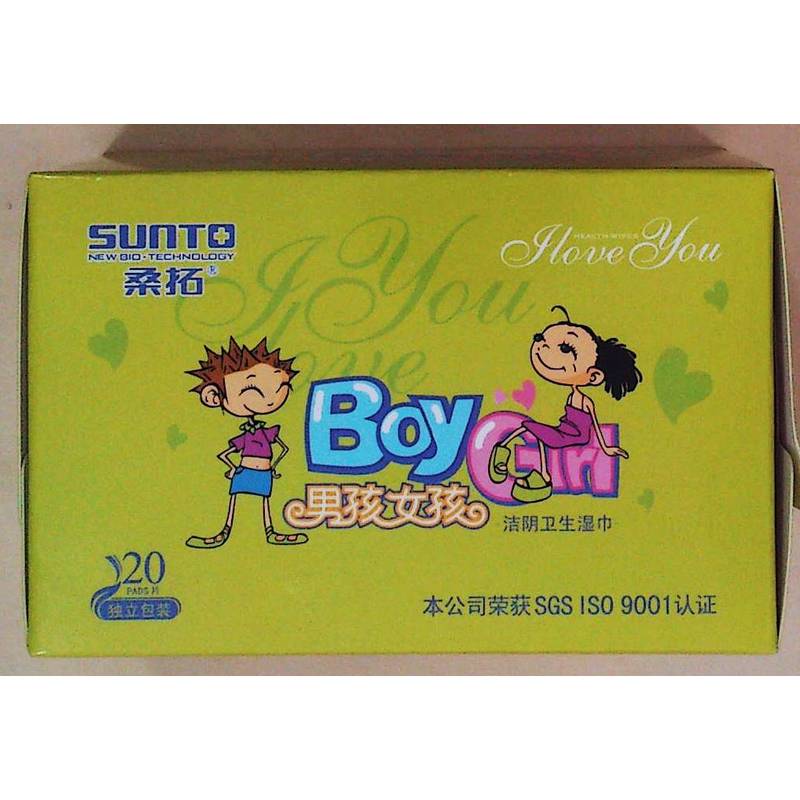 SUNTO
NEW BIO-TECHNOLOGY
桑拓®
HEALTH WIPES
I love You
I Love You
Boy
Girl
男孩女孩
洁阴卫生湿巾
20
PADS 片
独立包装
本公司荣获SGS ISO 9001认证